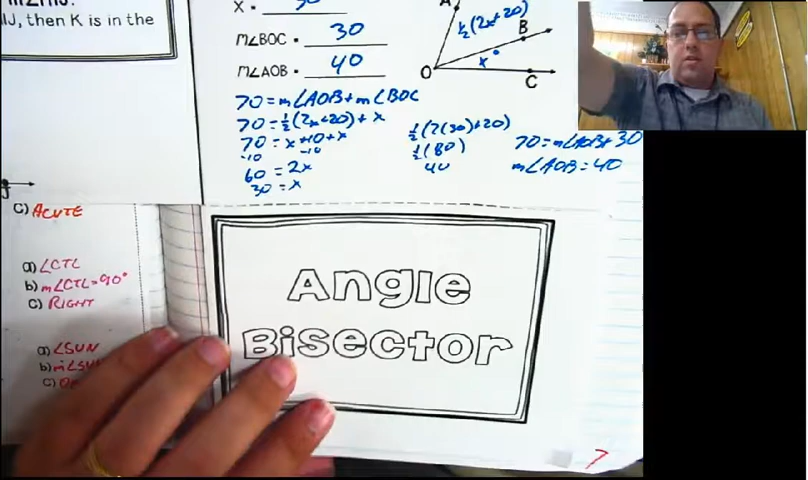 IJ, then K is in the
x =
m∠BOC = 30
m∠AOB = 40
A
½(2x+20)
B
x°
O
C
70 = m∠AOB + m∠BOC
70 = ½(2x+20) + x
70 = x+10+x
-10 -10
60 = 2x
30 = x
½(2(30)+20)
½(80)
40
70 = m∠AOB + 30
m∠AOB = 40
C) ACUTE
a) ∠CTL
b) m∠CTL = 90°
C) RIGHT
a) ∠SUN
b) m∠SU
Angle
Bisector
7